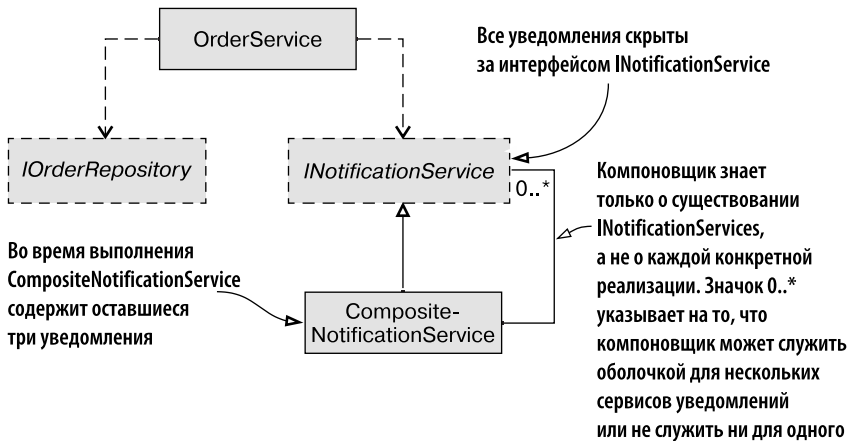 OrderService
Все уведомления скрыты
за интерфейсом INotificationService
IOrderRepository
INotificationService
0..*
Компоновщик знает
только о существовании
INotificationServices,
а не о каждой конкретной
реализации. Значок 0..*
указывает на то, что
компоновщик может служить
оболочкой для нескольких
сервисов уведомлений
или не служить ни для одного
Во время выполнения
CompositeNotificationService
содержит оставшиеся
три уведомления
Composite-
NotificationService